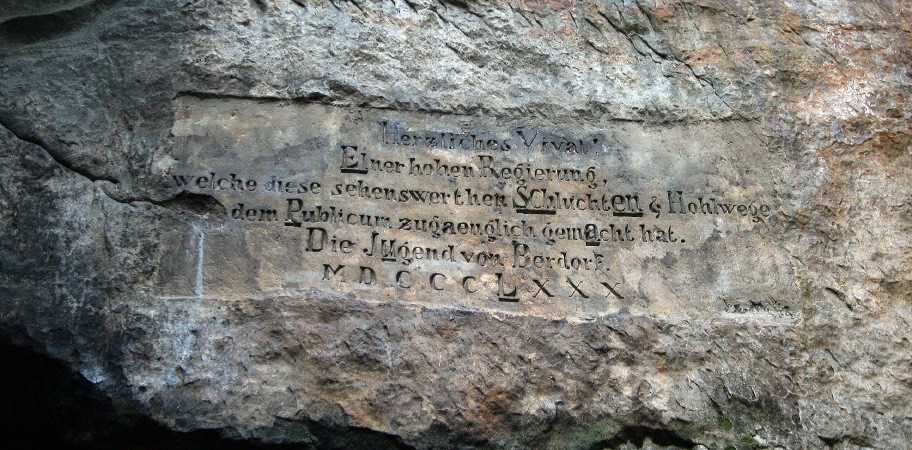 Herzliches Vivat!
Einer hohen Regierung,
welche diese sehenswerthen Schluchten & Hohlwege
dem Publicum zugaenglich gemacht hat.
Die Jugend von Berdorf.
MDCCCLXXX